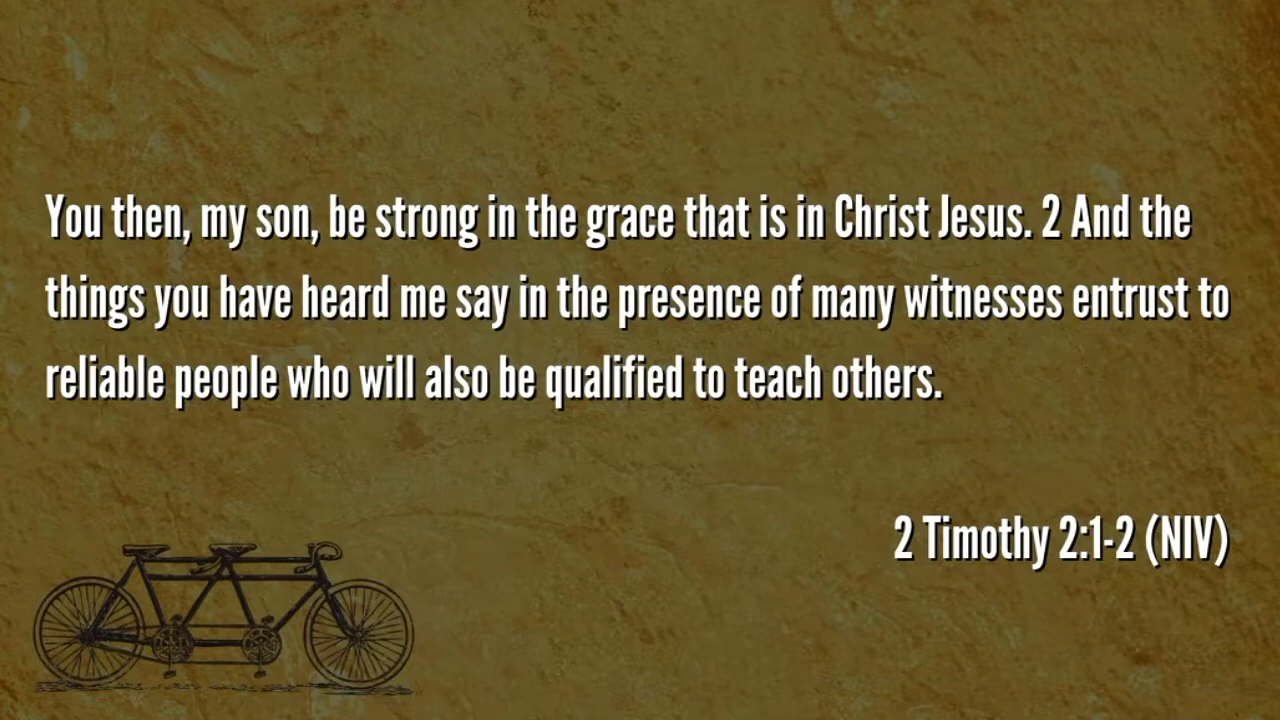 You then, my son, be strong in the grace that is in Christ Jesus. 2 And the
things you have heard me say in the presence of many witnesses entrust to
reliable people who will also be qualified to teach others.
2 Timothy 2:1-2 (NIV)